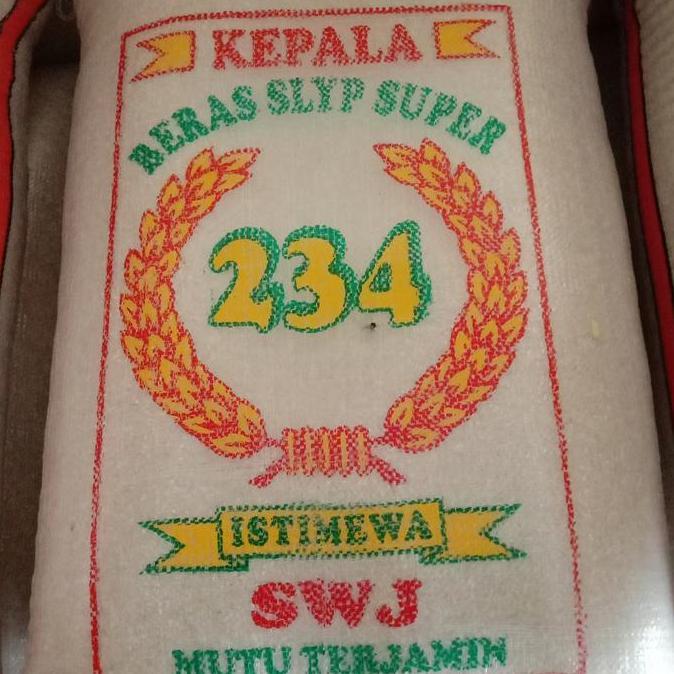 KEPALA
BERAS SLYP SUPER
234
ISTIMEWA
SWJ
MUTU TERJAMIN